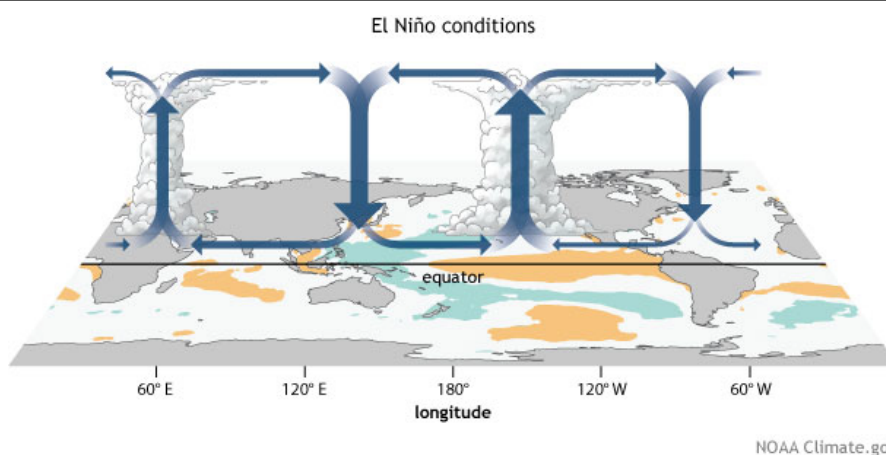 El Niño conditions
equator
60° E 120° E 180° 120° W 60° W
longitude
NOAA Climate.go